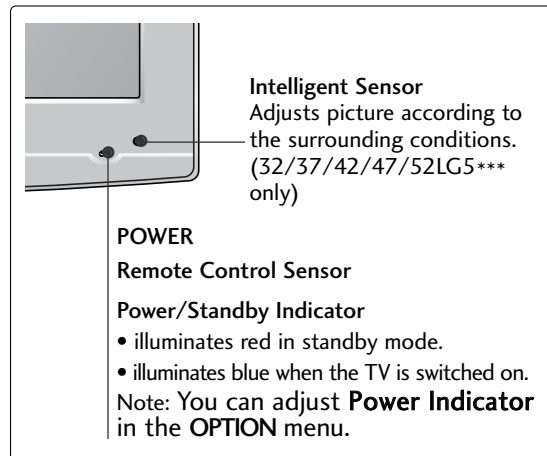 Intelligent Sensor
Adjusts picture according to
the surrounding conditions.
(32/37/42/47/52LG5***
only)
POWER
Remote Control Sensor
Power/Standby Indicator
• illuminates red in standby mode.
• illuminates blue when the TV is switched on.
Note: You can adjust Power Indicator
in the OPTION menu.